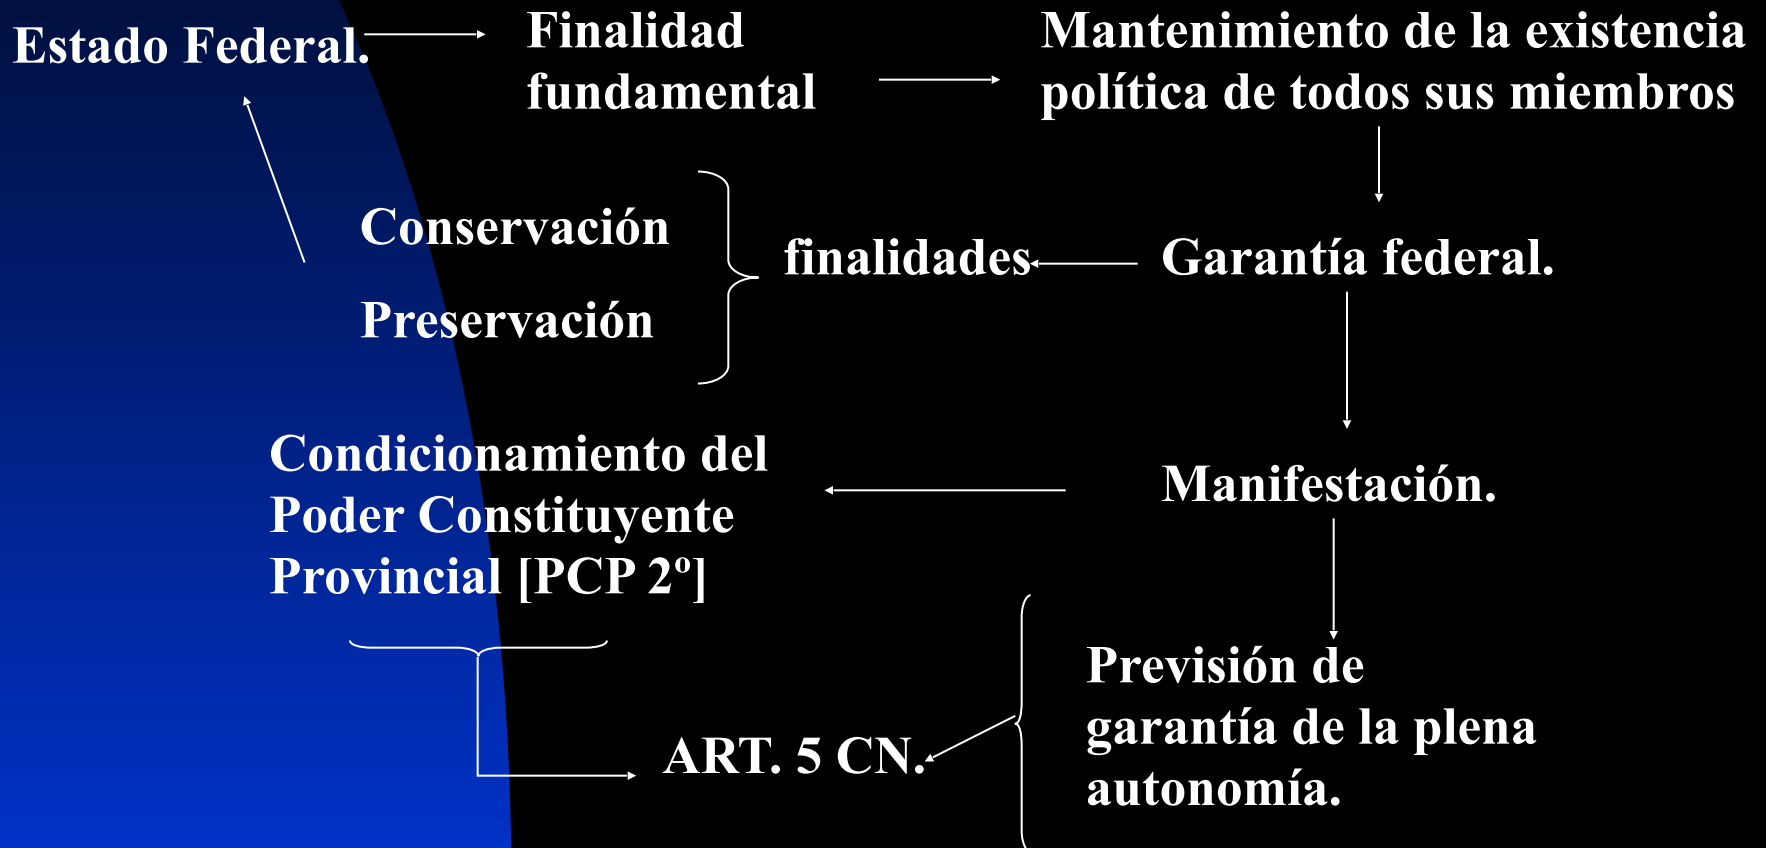 Estado Federal.
Finalidad
fundamental
Mantenimiento de la existencia
política de todos sus miembros
Conservación
Preservación
finalidades
Garantía federal.
Condicionamiento del
Poder Constituyente
Provincial [PCP 2º]
Manifestación.
ART. 5 CN.
Previsión de
garantía de la plena
autonomía.